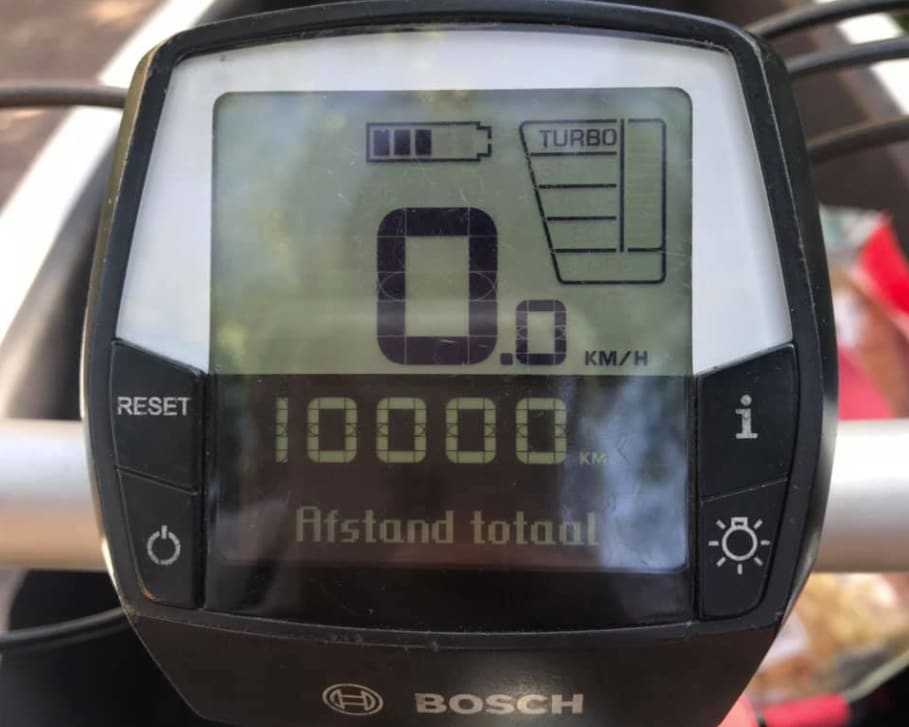 TURBO
0.0 KM/H
RESET
i
10000 KM
Afstand totaal
BOSCH